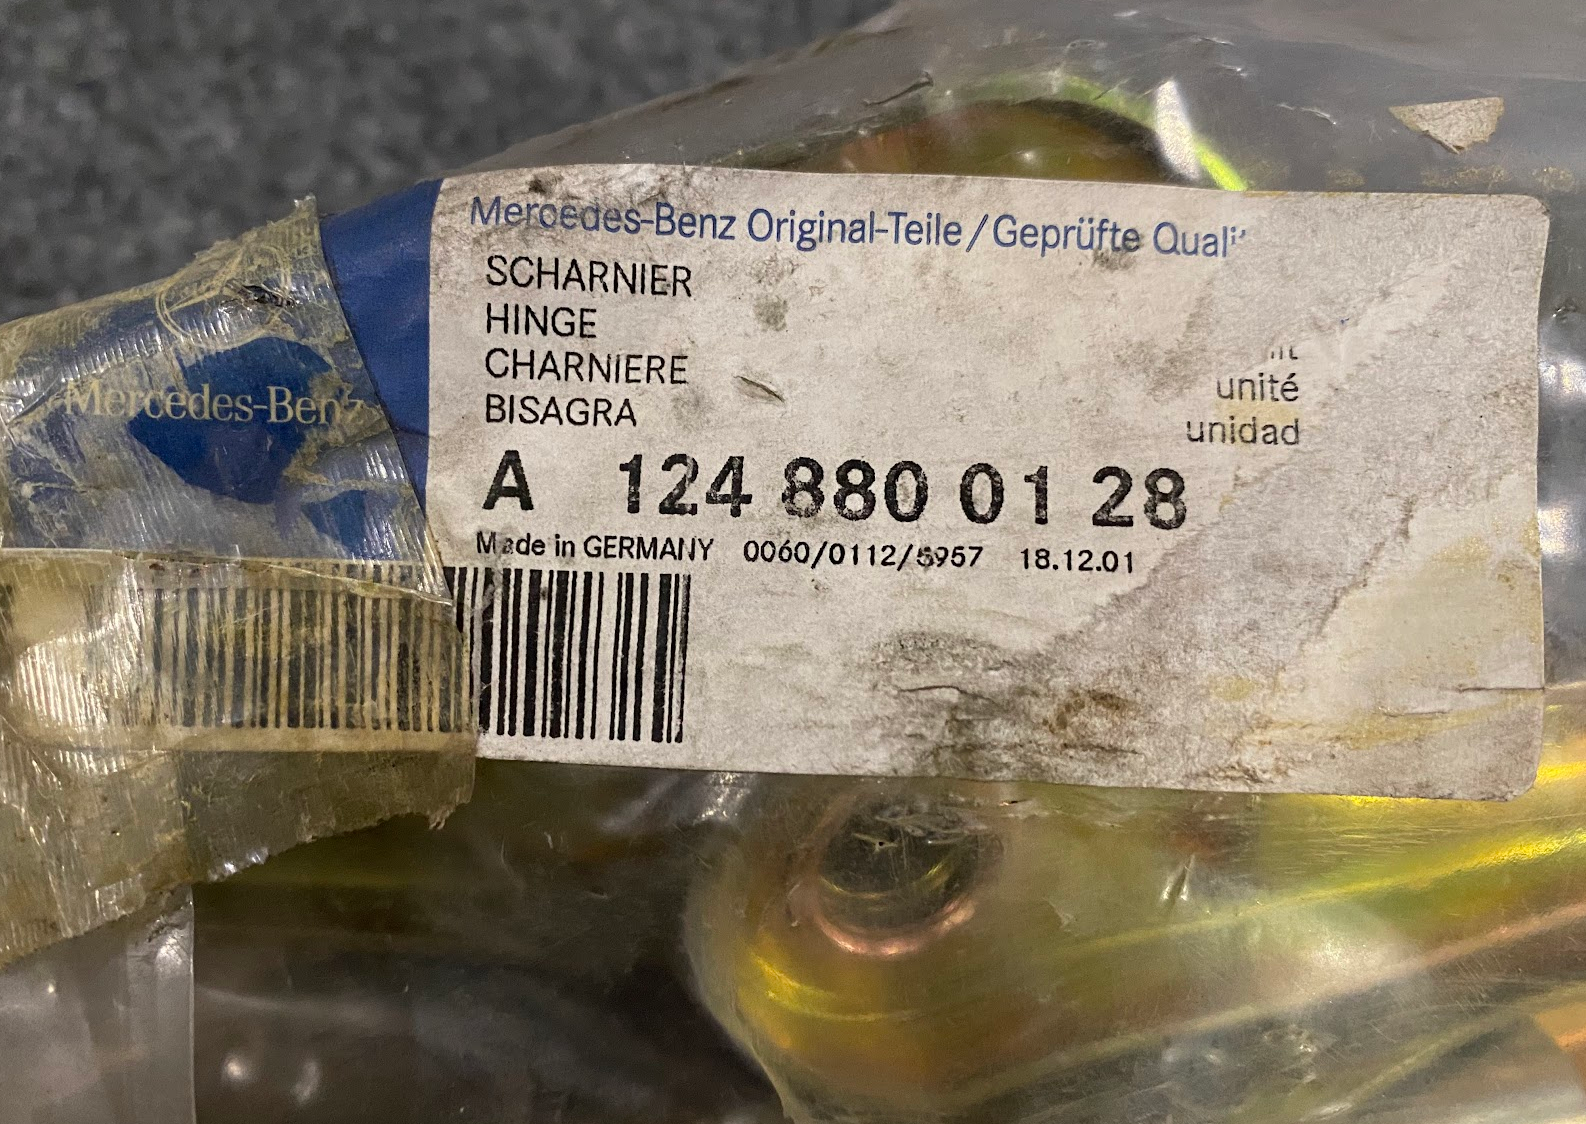 Mercedes-Benz Original-Teile/Geprüfte
SCHARNIER
HINGE
CHARNIERE
unité
BISAGRA
unidad
Mercedes-Benz
A 124 880 01 28
Made in GERMANY 0060/0112/5957 18.12.01